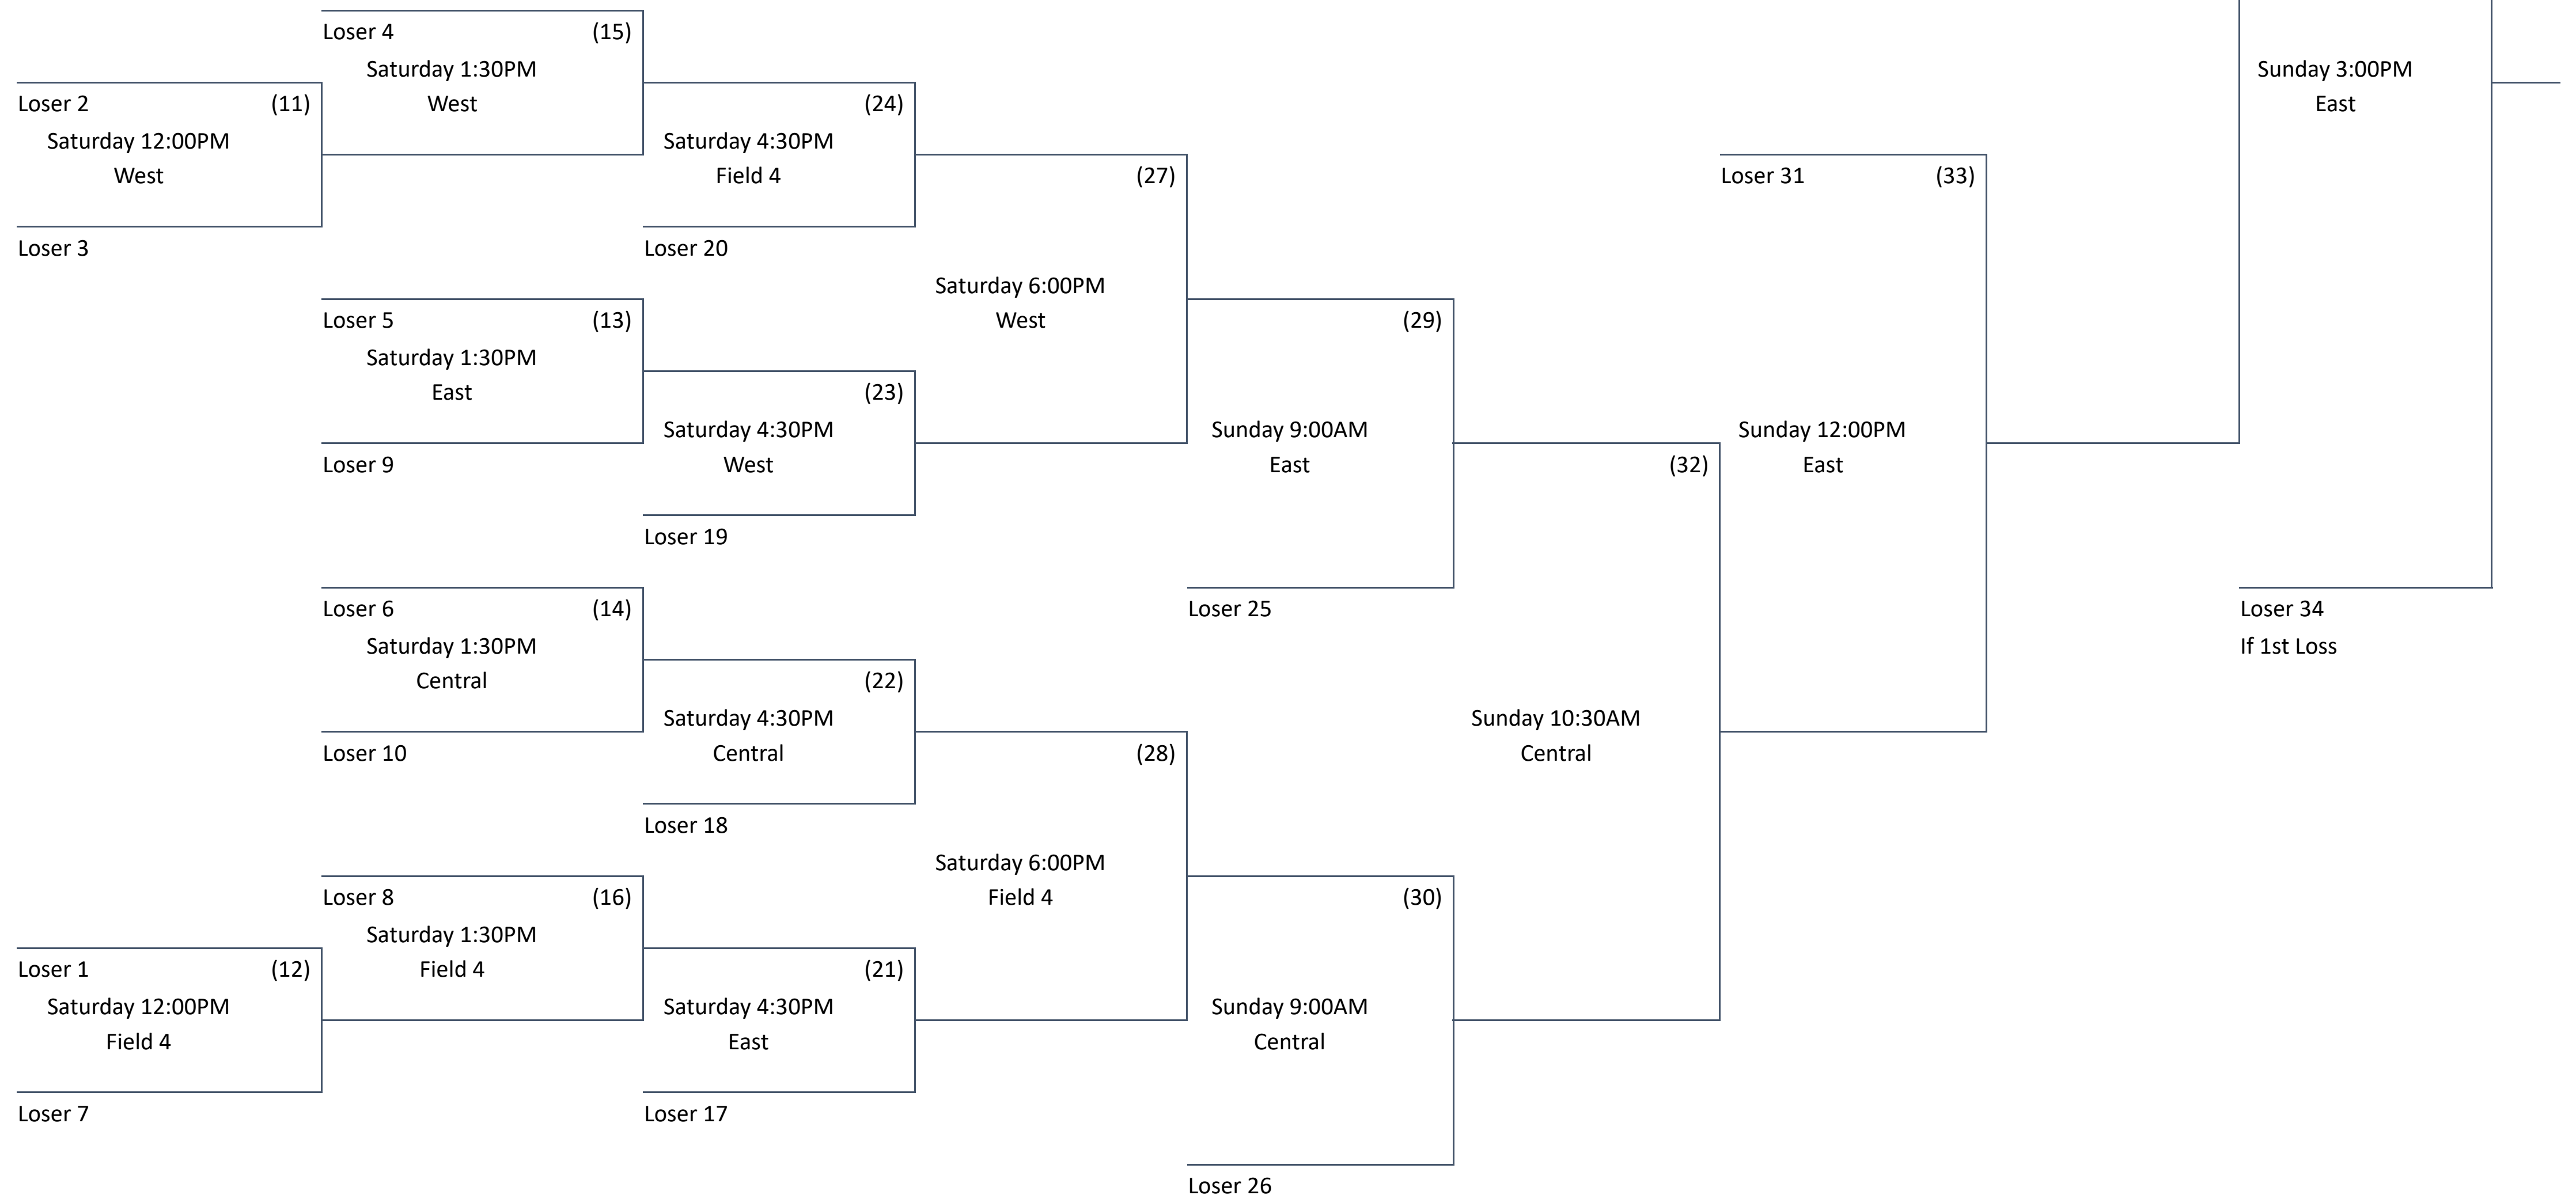 Loser 4 (15)
Saturday 1:30PM
West
Loser 2 (11)
Saturday 12:00PM
West
Loser 3
(24)
Saturday 4:30PM
Field 4
Loser 20
(27)
Saturday 6:00PM
West
Loser 5 (13)
Saturday 1:30PM
East
Loser 9
(23)
Saturday 4:30PM
West
Loser 19
(29)
Sunday 9:00AM
East
Loser 25
Loser 6 (14)
Saturday 1:30PM
Central
Loser 10
(22)
Saturday 4:30PM
Central
Loser 18
(28)
Saturday 6:00PM
Field 4
Loser 8 (16)
Saturday 1:30PM
Field 4
Loser 1 (12)
Saturday 12:00PM
Field 4
Loser 7
(21)
Saturday 4:30PM
East
Loser 17
(30)
Sunday 9:00AM
Central
Loser 26
(32)
Sunday 10:30AM
Central
Loser 31 (33)
Sunday 12:00PM
East
Sunday 3:00PM
East
Loser 34
If 1st Loss